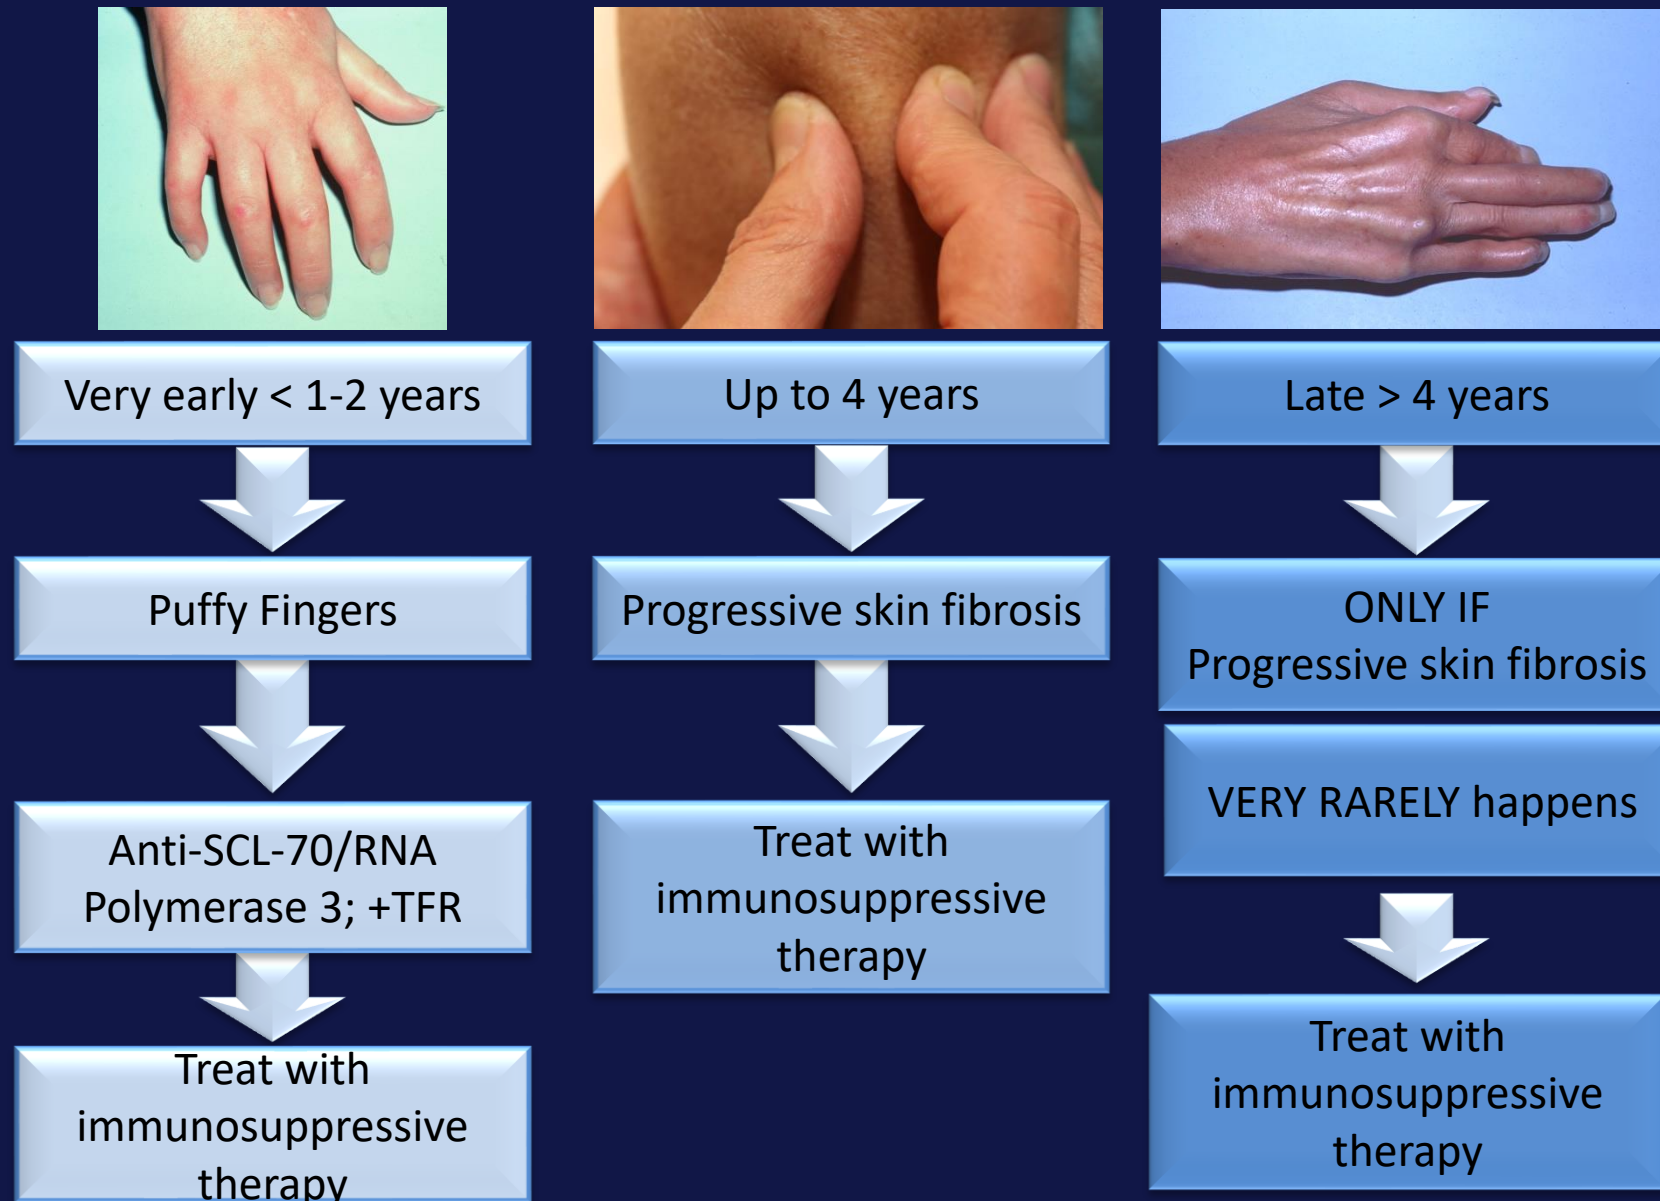 Very early < 1-2 years
Puffy Fingers
Anti-SCL-70/RNA
Polymerase 3; +TFR
Treat with
immunosuppressive
therapy
Up to 4 years
Progressive skin fibrosis
Treat with
immunosuppressive
therapy
Late > 4 years
ONLY IF
Progressive skin fibrosis
VERY RARELY happens
Treat with
immunosuppressive
therapy